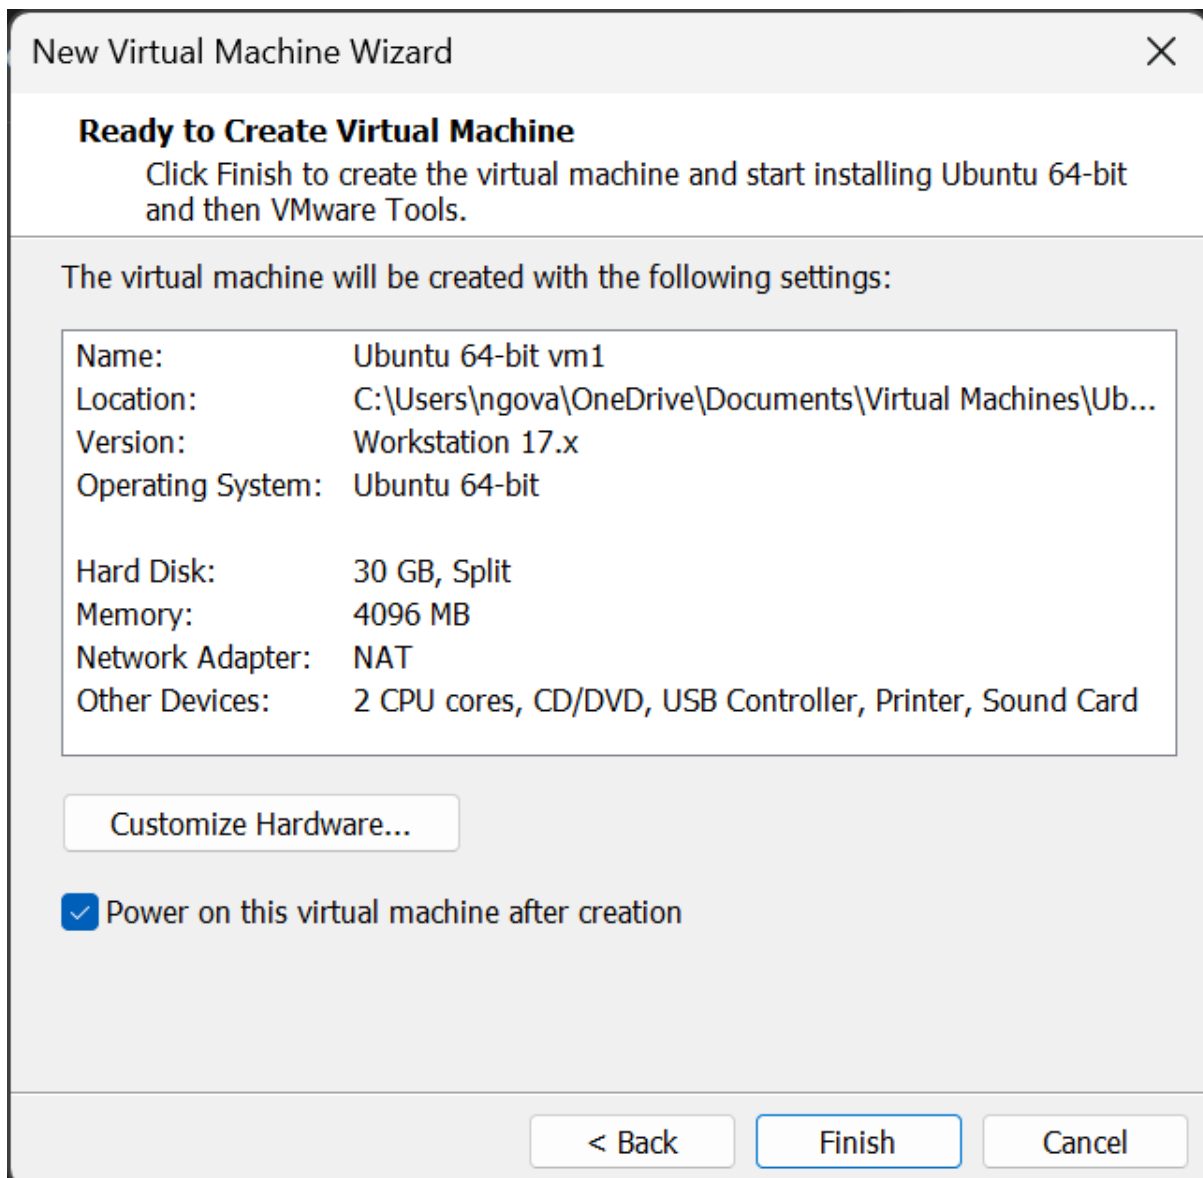 New Virtual Machine Wizard
Ready to Create Virtual Machine
Click Finish to create the virtual machine and start installing Ubuntu 64-bit
and then VMware Tools.
The virtual machine will be created with the following settings:
Name: Ubuntu 64-bit vm1
Location: C:\Users\ngova\OneDrive\Documents\Virtual Machines\Ub...
Version: Workstation 17.x
Operating System: Ubuntu 64-bit
Hard Disk: 30 GB, Split
Memory: 4096 MB
Network Adapter: NAT
Other Devices: 2 CPU cores, CD/DVD, USB Controller, Printer, Sound Card
Customize Hardware...
Power on this virtual machine after creation
< Back Finish Cancel